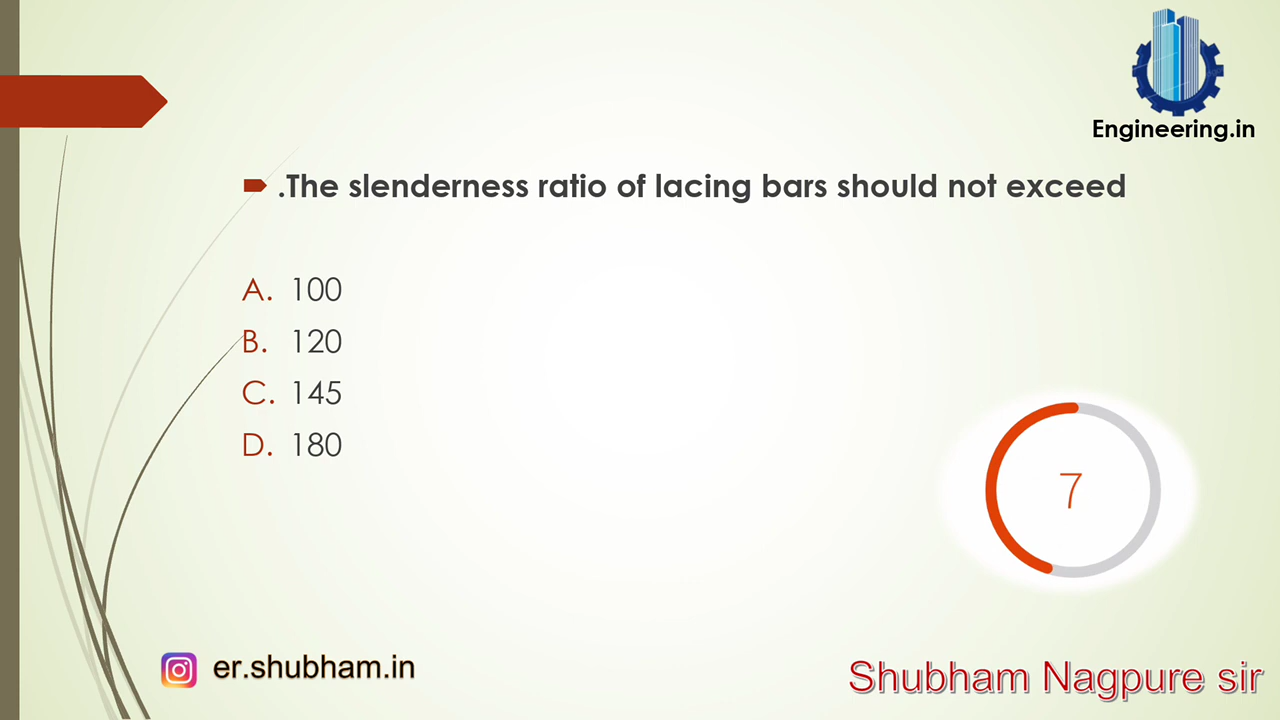 Engineering.in
.The slenderness ratio of lacing bars should not exceed
A. 100
B. 120
C. 145
D. 180
7
er.shubham.in
Shubham Nagpure sir